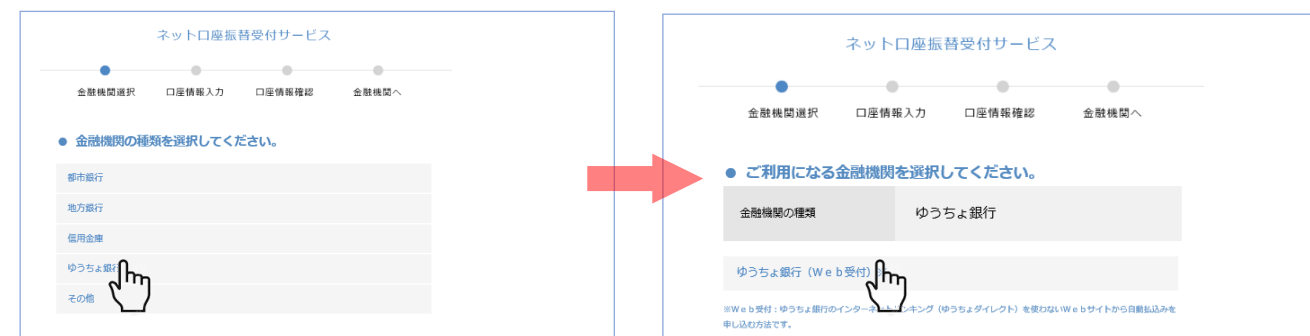 ネット口座振替受付サービス
金融機関選択 口座情報入力 口座情報確認 金融機関へ
● 金融機関の種類を選択してください。
都市銀行
地方銀行
信用金庫
ゆうちょ銀行
その他
ネット口座振替受付サービス
金融機関選択 口座情報入力 口座情報確認 金融機関へ
● ご利用になる金融機関を選択してください。
金融機関の種類 ゆうちょ銀行
ゆうちょ銀行（Ｗｅｂ受付）
※Ｗｅｂ受付：ゆうちょ銀行のインターネットバンキング（ゆうちょダイレクト）を使わないＷｅｂサイトから自動払込みを
申し込む方法です。